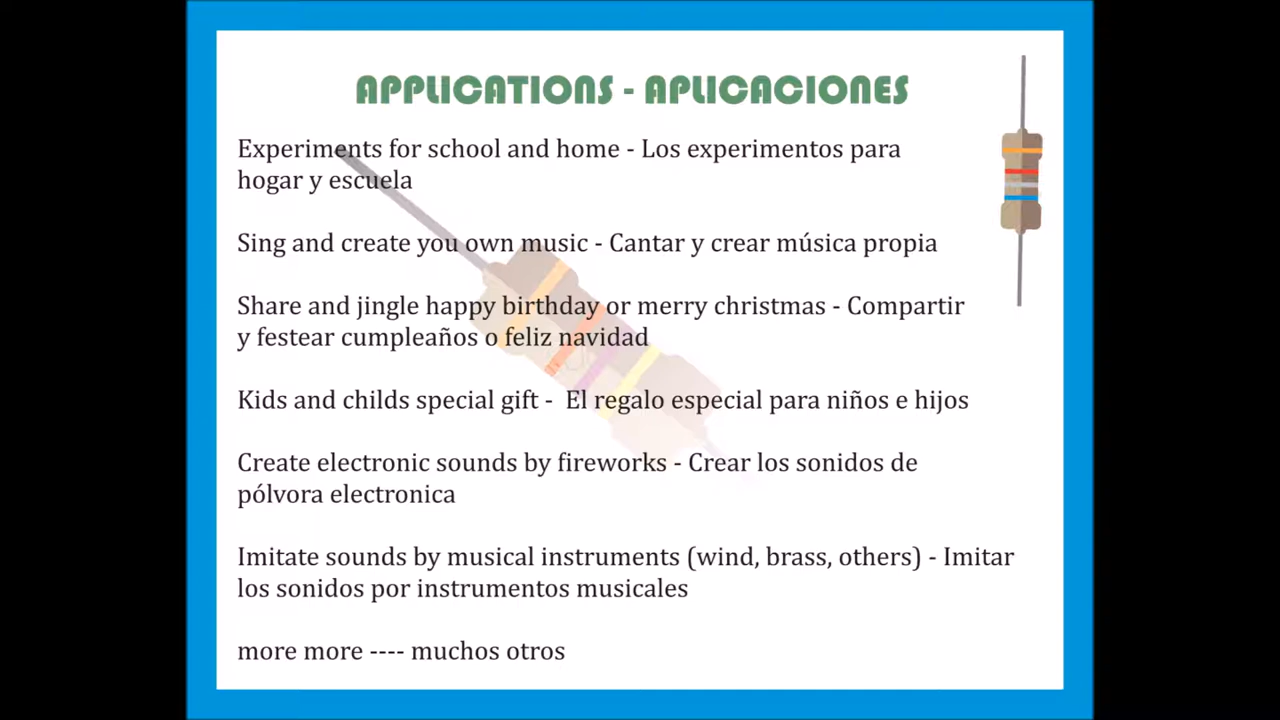 APPLICATIONS - APLICACIONES
Experiments for school and home - Los experimentos para
hogar y escuela
Sing and create you own music - Cantar y crear música propia
Share and jingle happy birthday or merry christmas - Compartir
y festear cumpleaños o feliz navidad
Kids and childs special gift -  El regalo especial para niños e hijos
Create electronic sounds by fireworks - Crear los sonidos de
pólvora electronica
Imitate sounds by musical instruments (wind, brass, others) - Imitar
los sonidos por instrumentos musicales
more more ---- muchos otros